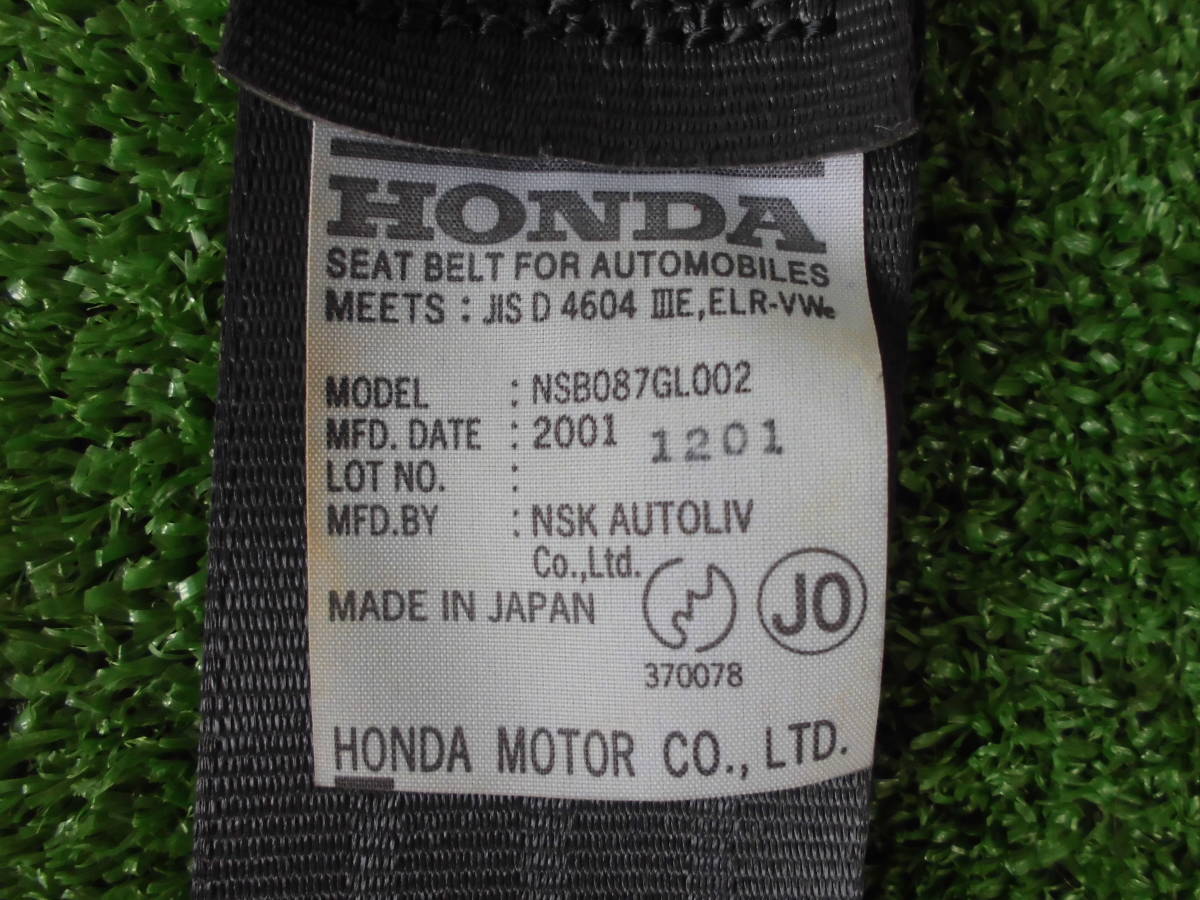 HONDA
SEAT BELT FOR AUTOMOBILES
MEETS : JIS D 4604 IIIE, ELR-VWe
MODEL : NSB087GL002
MFD. DATE : 2001 1201
LOT NO. :
MFD.BY : NSK AUTOLIV
Co.,Ltd.
MADE IN JAPAN JO
370078
HONDA MOTOR CO., LTD.